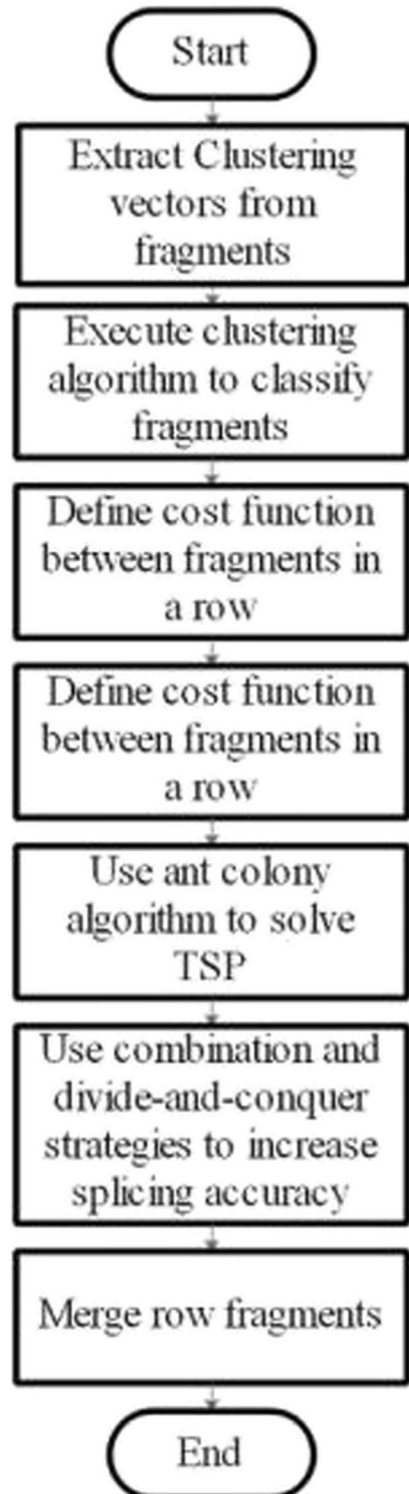 Start
Extract Clustering
vectors from
fragments
Execute clustering
algorithm to classify
fragments
Define cost function
between fragments in
a row
Define cost function
between fragments in
a row
Use ant colony
algorithm to solve
TSP
Use combination and
divide-and-conquer
strategies to increase
splicing accuracy
Merge row fragments
End